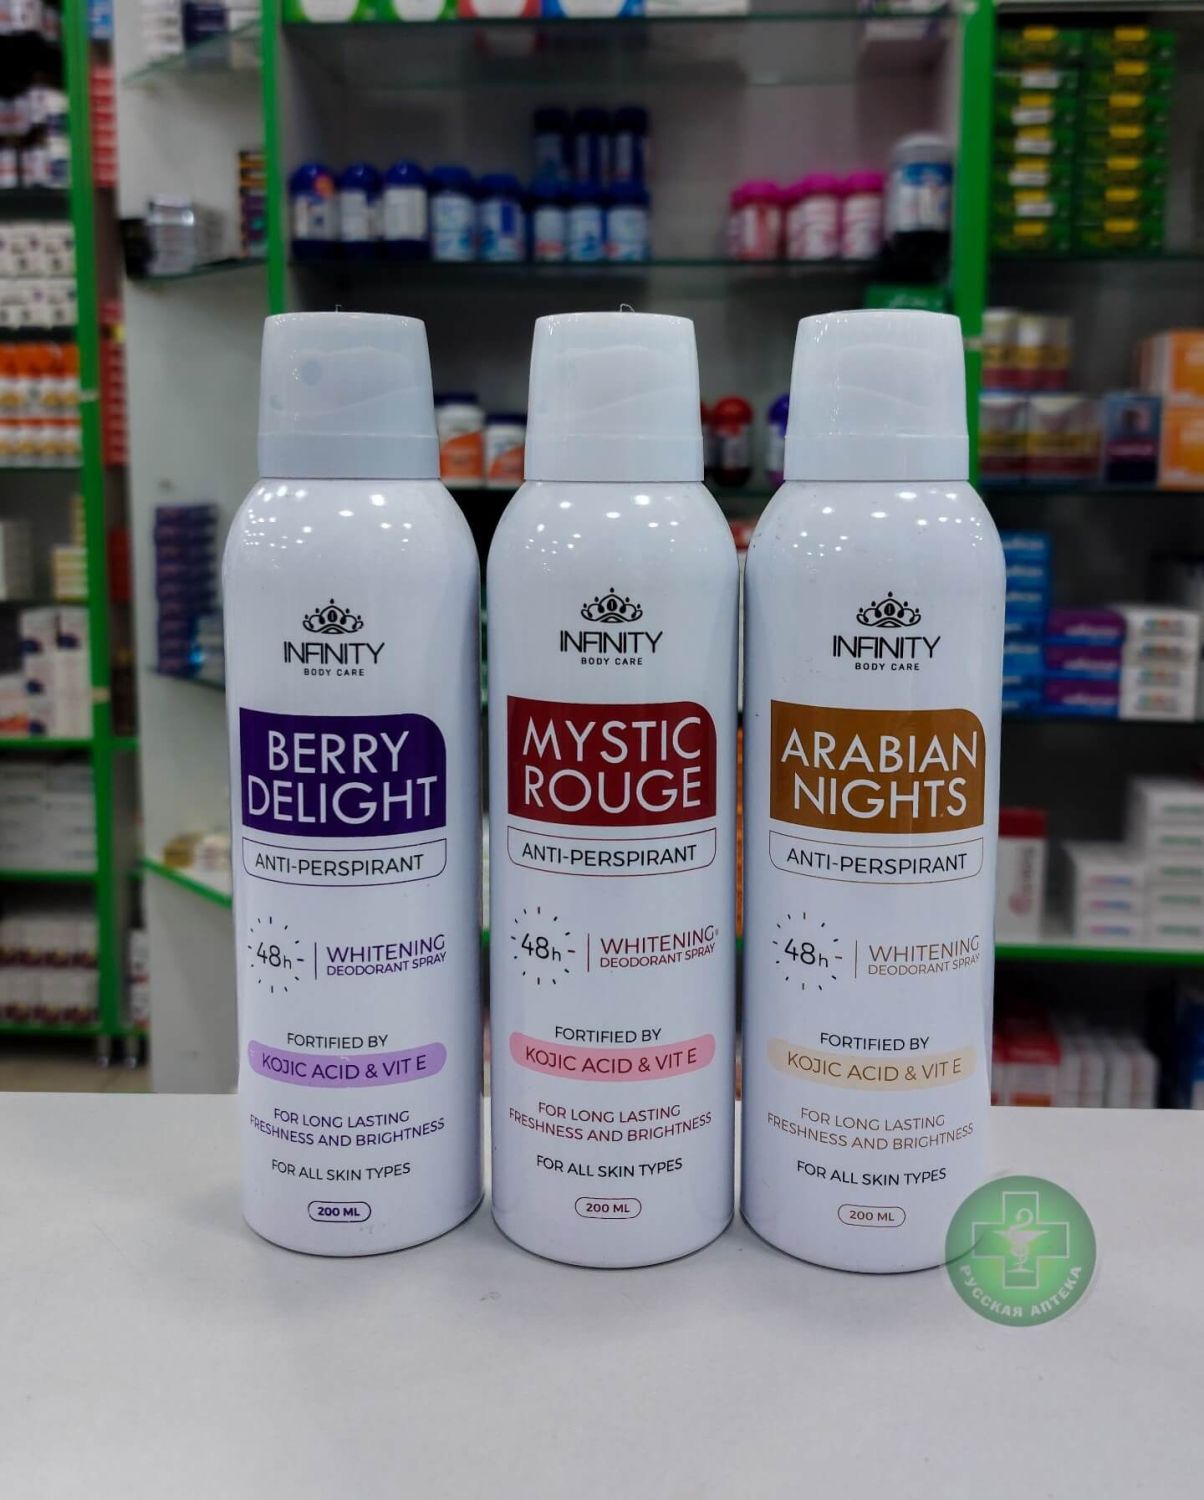 INFINITY
BODY CARE
BERRY
DELIGHT
ANTI-PERSPIRANT
48h
WHITENING
DEODORANT SPRAY
FORTIFIED BY
KOJIC ACID & VIT E
FOR LONG LASTING
FRESHNESS AND BRIGHTNESS
FOR ALL SKIN TYPES
200 ML
INFINITY
BODY CARE
MYSTIC
ROUGE
ANTI-PERSPIRANT
48h
WHITENING
DEODORANT SPRAY
FORTIFIED BY
KOJIC ACID & VIT E
FOR LONG LASTING
FRESHNESS AND BRIGHTNESS
FOR ALL SKIN TYPES
200 ML
INFINITY
BODY CARE
ARABIAN
NIGHTS
ANTI-PERSPIRANT
48h
WHITENING
DEODORANT SPRAY
FORTIFIED BY
KOJIC ACID & VIT E
FOR LONG LASTING
FRESHNESS AND BRIGHTNESS
FOR ALL SKIN TYPES
200 ML
РУССКАЯ АПТЕКА